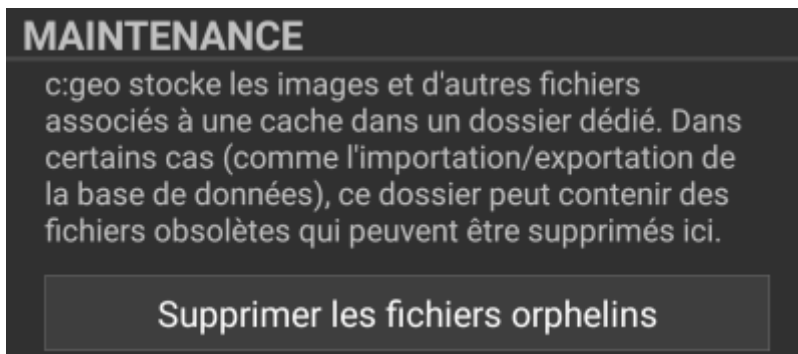 MAINTENANCE
c:geo stocke les images et d'autres fichiers
associés à une cache dans un dossier dédié. Dans
certains cas (comme l'importation/exportation de
la base de données), ce dossier peut contenir des
fichiers obsolètes qui peuvent être supprimés ici.
Supprimer les fichiers orphelins